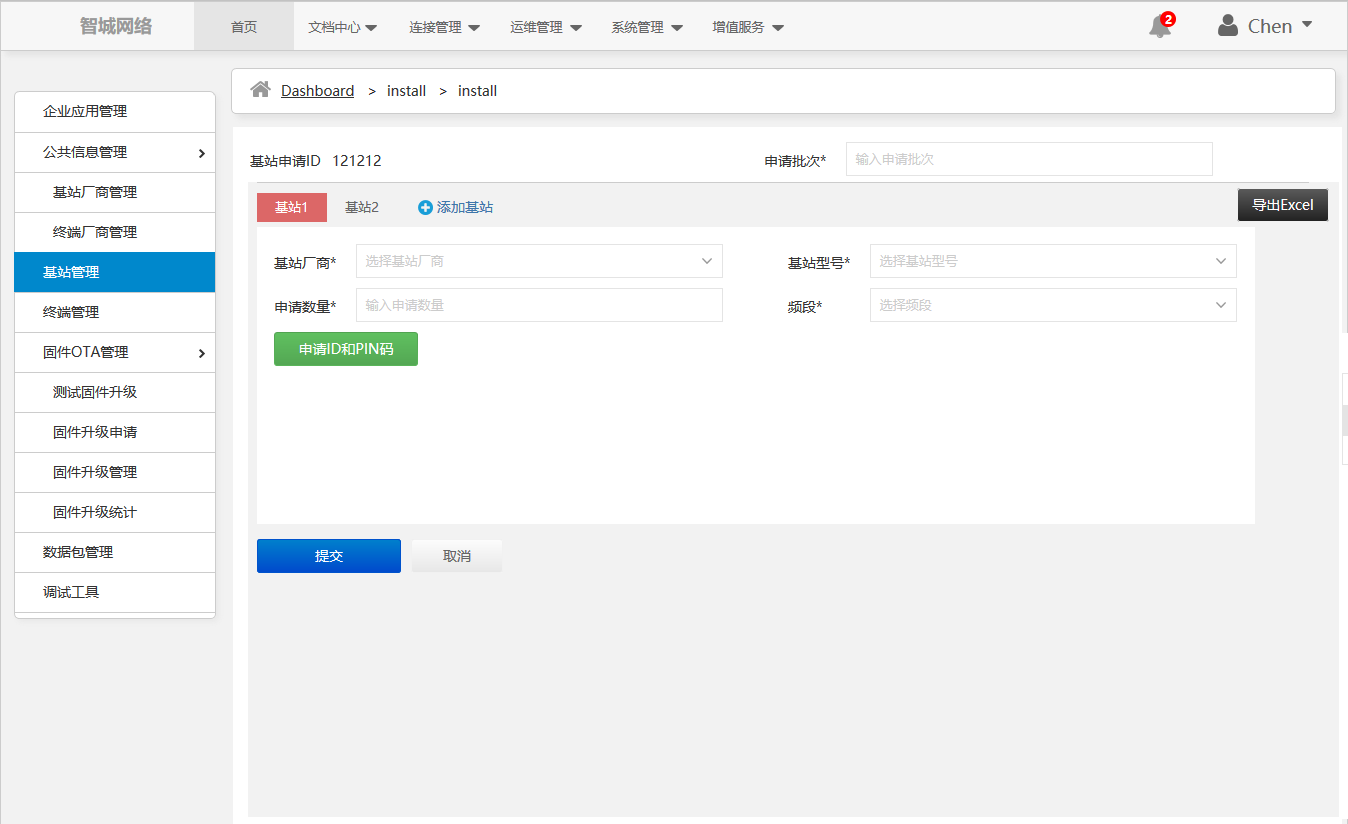 智城网络 首页 文档中心 连接管理 运维管理 系统管理 增值服务 2 Chen
Dashboard > install > install
企业应用管理
公共信息管理
基站厂商管理
终端厂商管理
基站管理
终端管理
固件OTA管理
测试固件升级
固件升级申请
固件升级管理
固件升级统计
数据包管理
调试工具
基站申请ID 121212 申请批次* 输入申请批次
基站1 基站2 添加基站 导出Excel
基站厂商* 选择基站厂商 基站型号* 选择基站型号
申请数量* 输入申请数量 频段* 选择频段
申请ID和PIN码
提交 取消